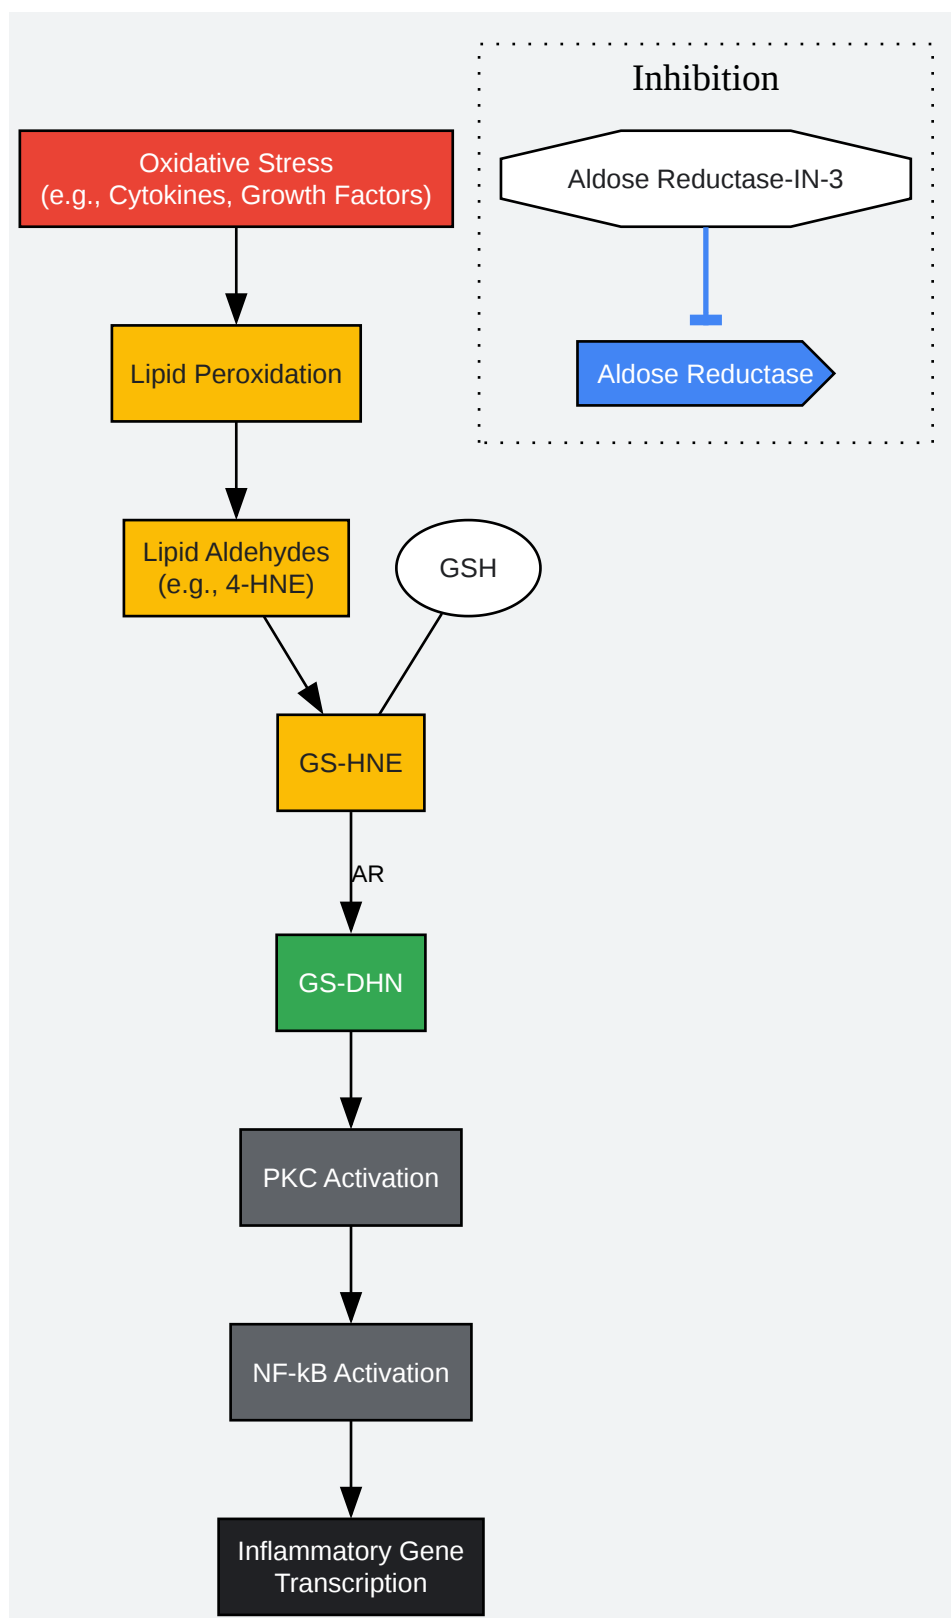 Inhibition
Oxidative Stress
(e.g., Cytokines, Growth Factors)
Aldose Reductase-IN-3
Lipid Peroxidation
Aldose Reductase
Lipid Aldehydes
(e.g., 4-HNE)
GSH
GS-HNE
AR
GS-DHN
PKC Activation
NF-kB Activation
Inflammatory Gene
Transcription